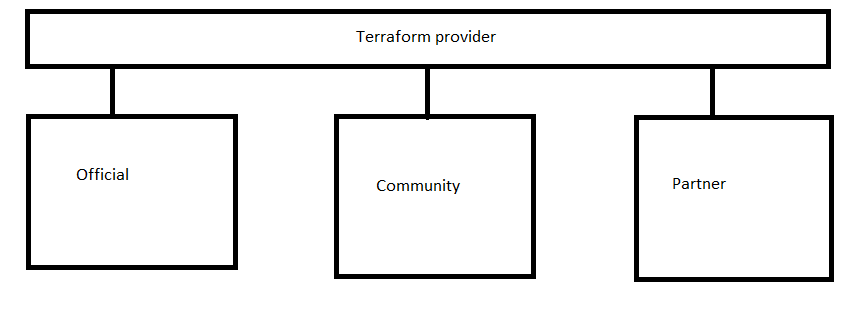 Terraform provider
Official
Community
Partner